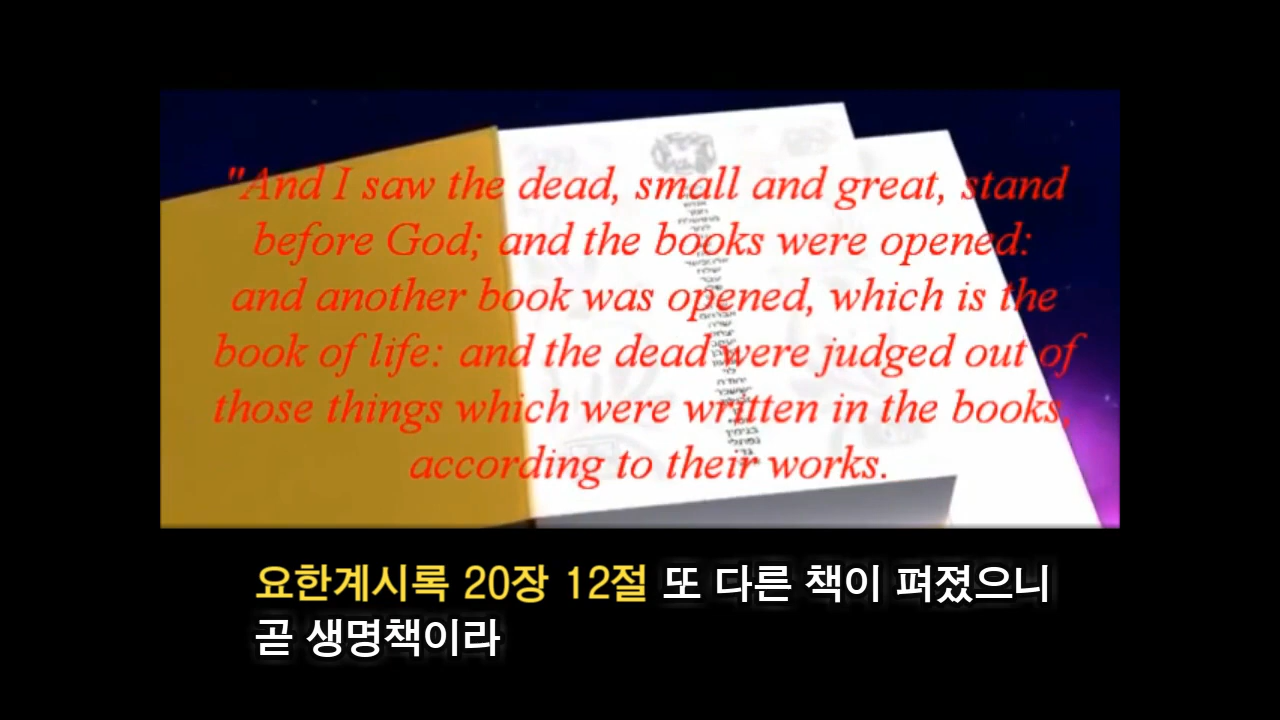 "And I saw the dead, small and great, stand
before God; and the books were opened:
and another book was opened, which is the
book of life: and the dead were judged out of
those things which were written in the books,
according to their works.
요한계시록 20장 12절 또 다른 책이 펴졌으니
곧 생명책이라